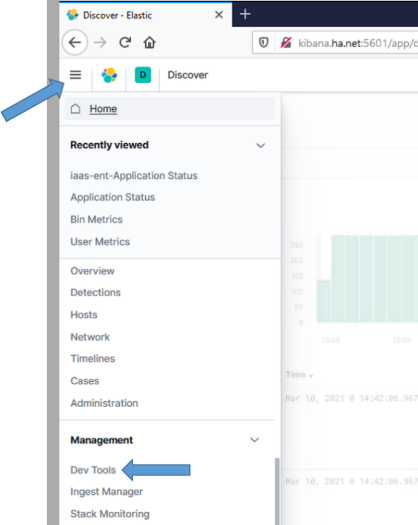 Discover - Elastic
kibana.ha.net:5601/app/d
D Discover
Home
Recently viewed
iaas-ent-Application Status
Application Status
Bin Metrics
User Metrics
Overview
Detections
Hosts
Network
Timelines
Cases
Administration
Management
Dev Tools
Ingest Manager
Stack Monitoring
250
200
150
100
50
0
13:45 13:50
Time
Mar 10, 2021 @ 14:42:06.967
Mar 10, 2021 @ 14:42:06.967